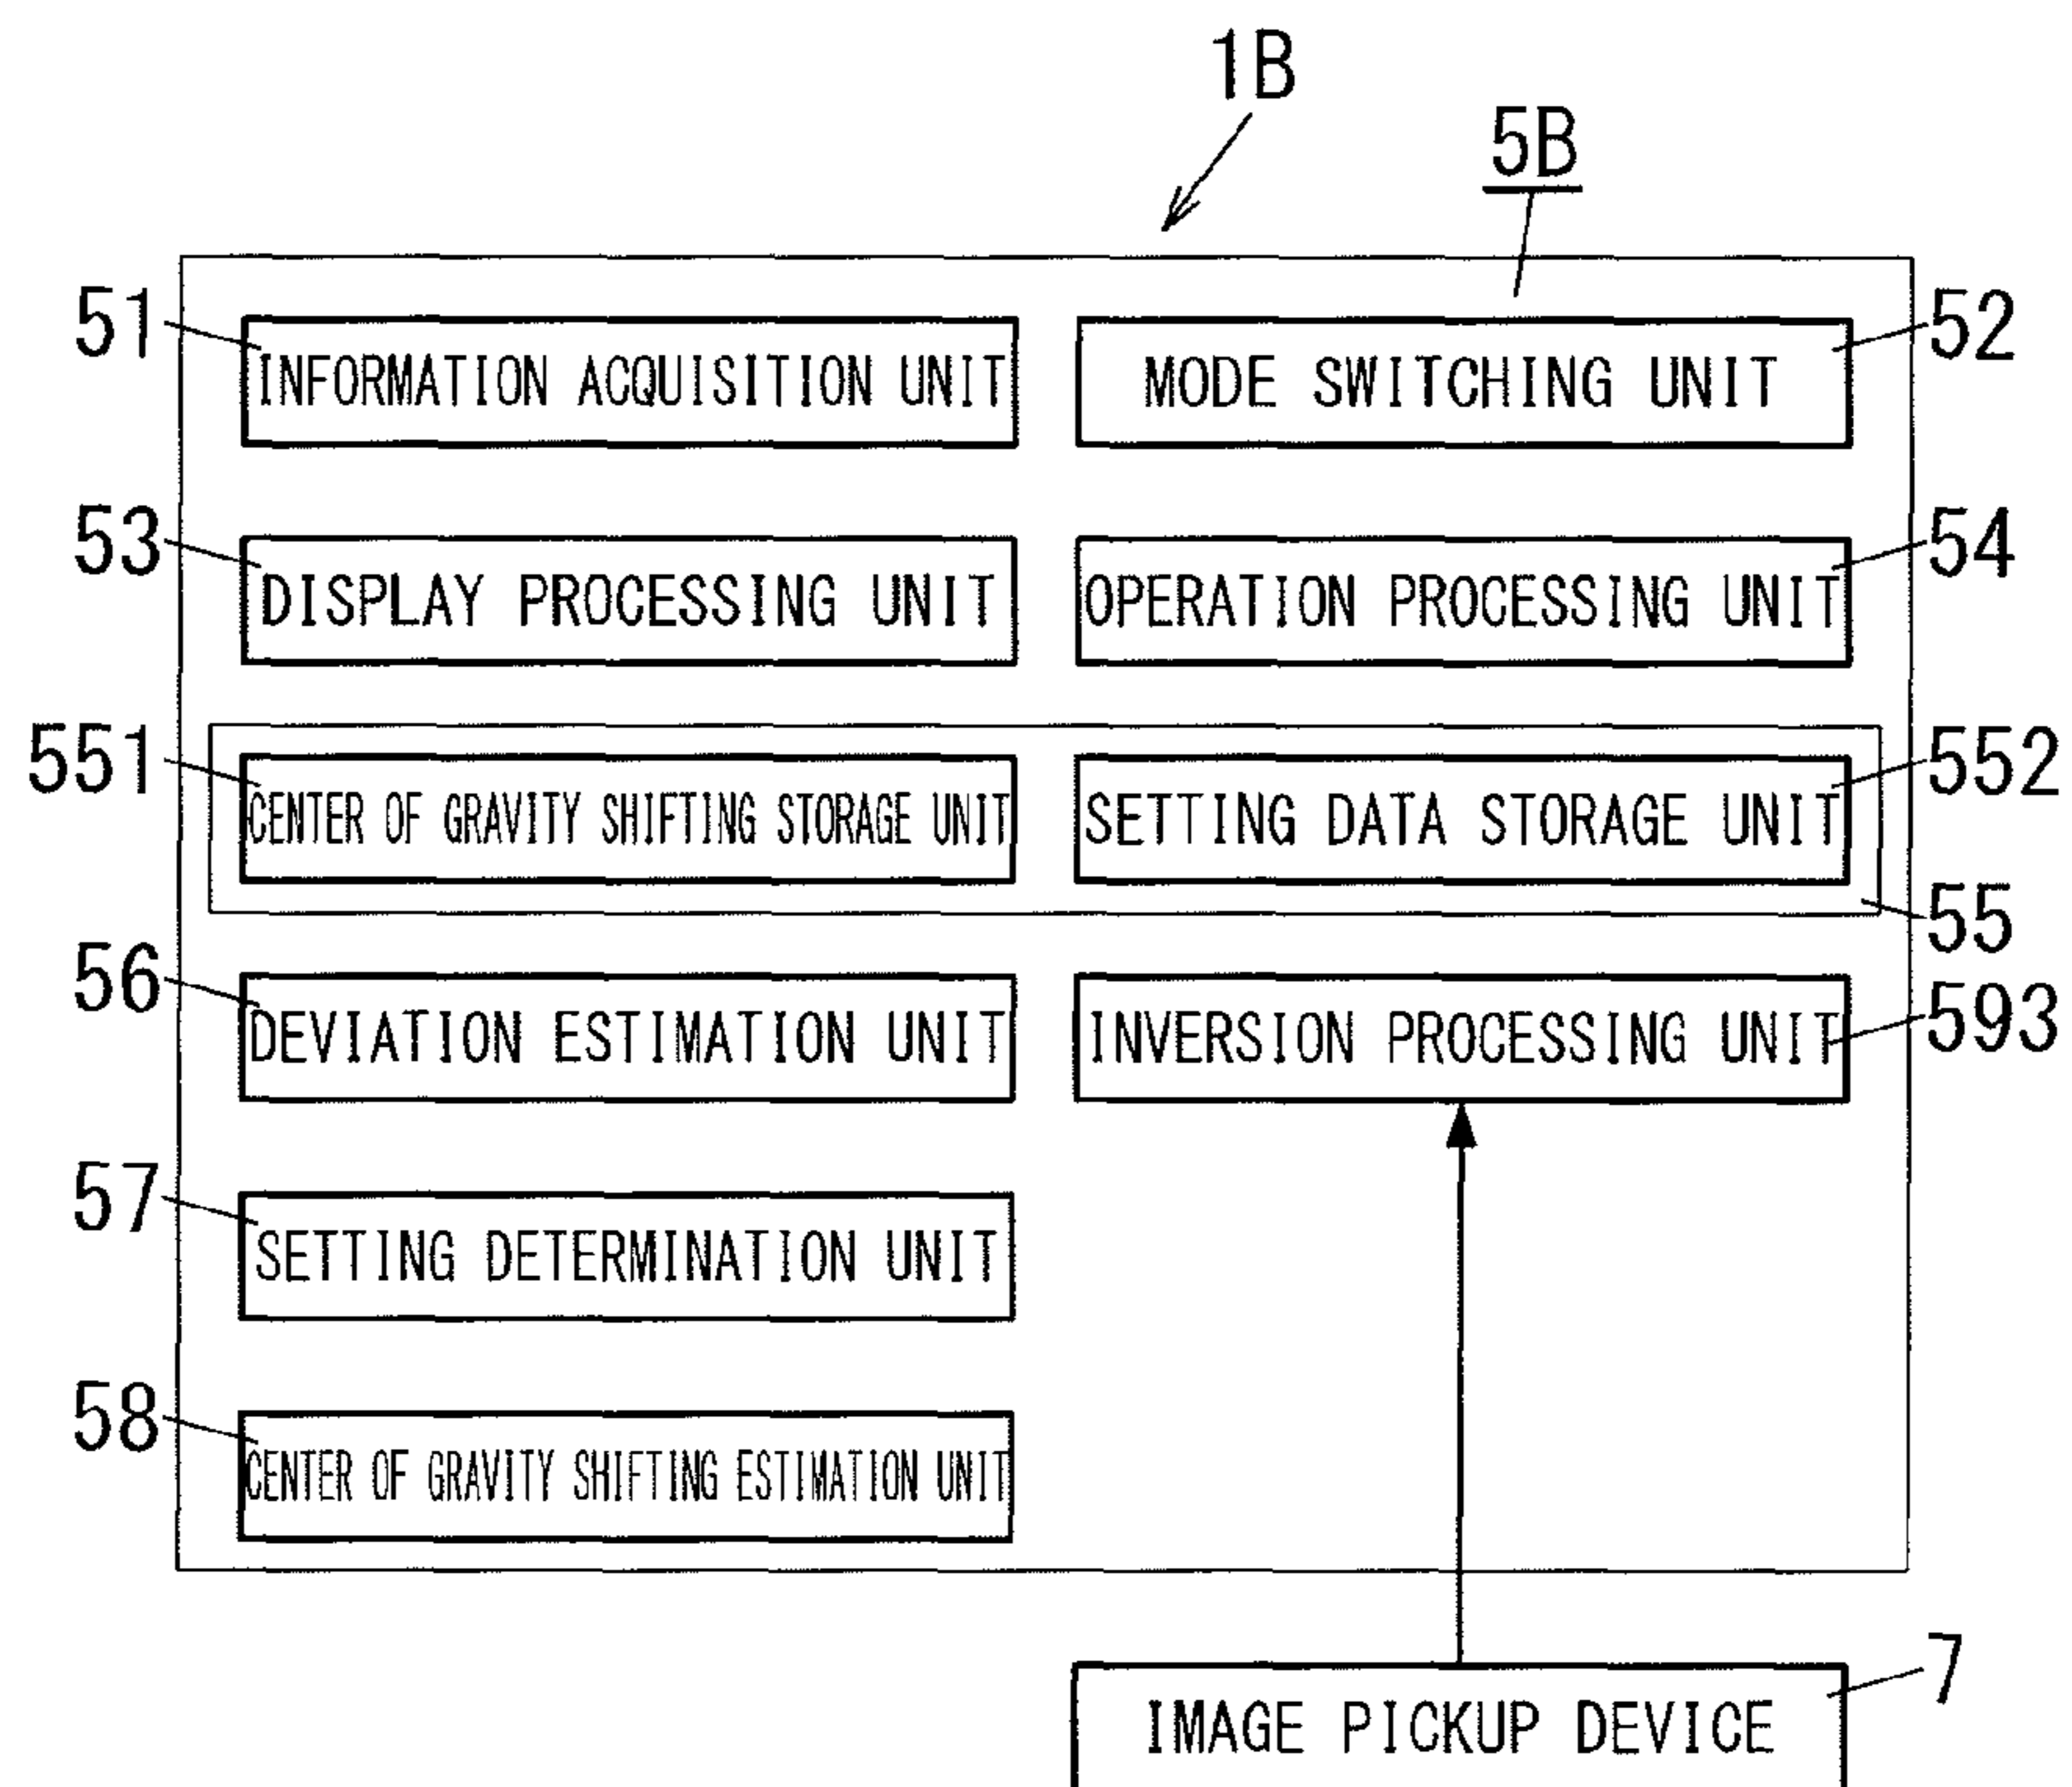 1B
5B
51
INFORMATION ACQUISITION UNIT
MODE SWITCHING UNIT
52
53
DISPLAY PROCESSING UNIT
OPERATION PROCESSING UNIT
54
551
CENTER OF GRAVITY SHIFTING STORAGE UNIT
SETTING DATA STORAGE UNIT
552
55
56
DEVIATION ESTIMATION UNIT
INVERSION PROCESSING UNIT
593
57
SETTING DETERMINATION UNIT
58
CENTER OF GRAVITY SHIFTING ESTIMATION UNIT
7
IMAGE PICKUP DEVICE